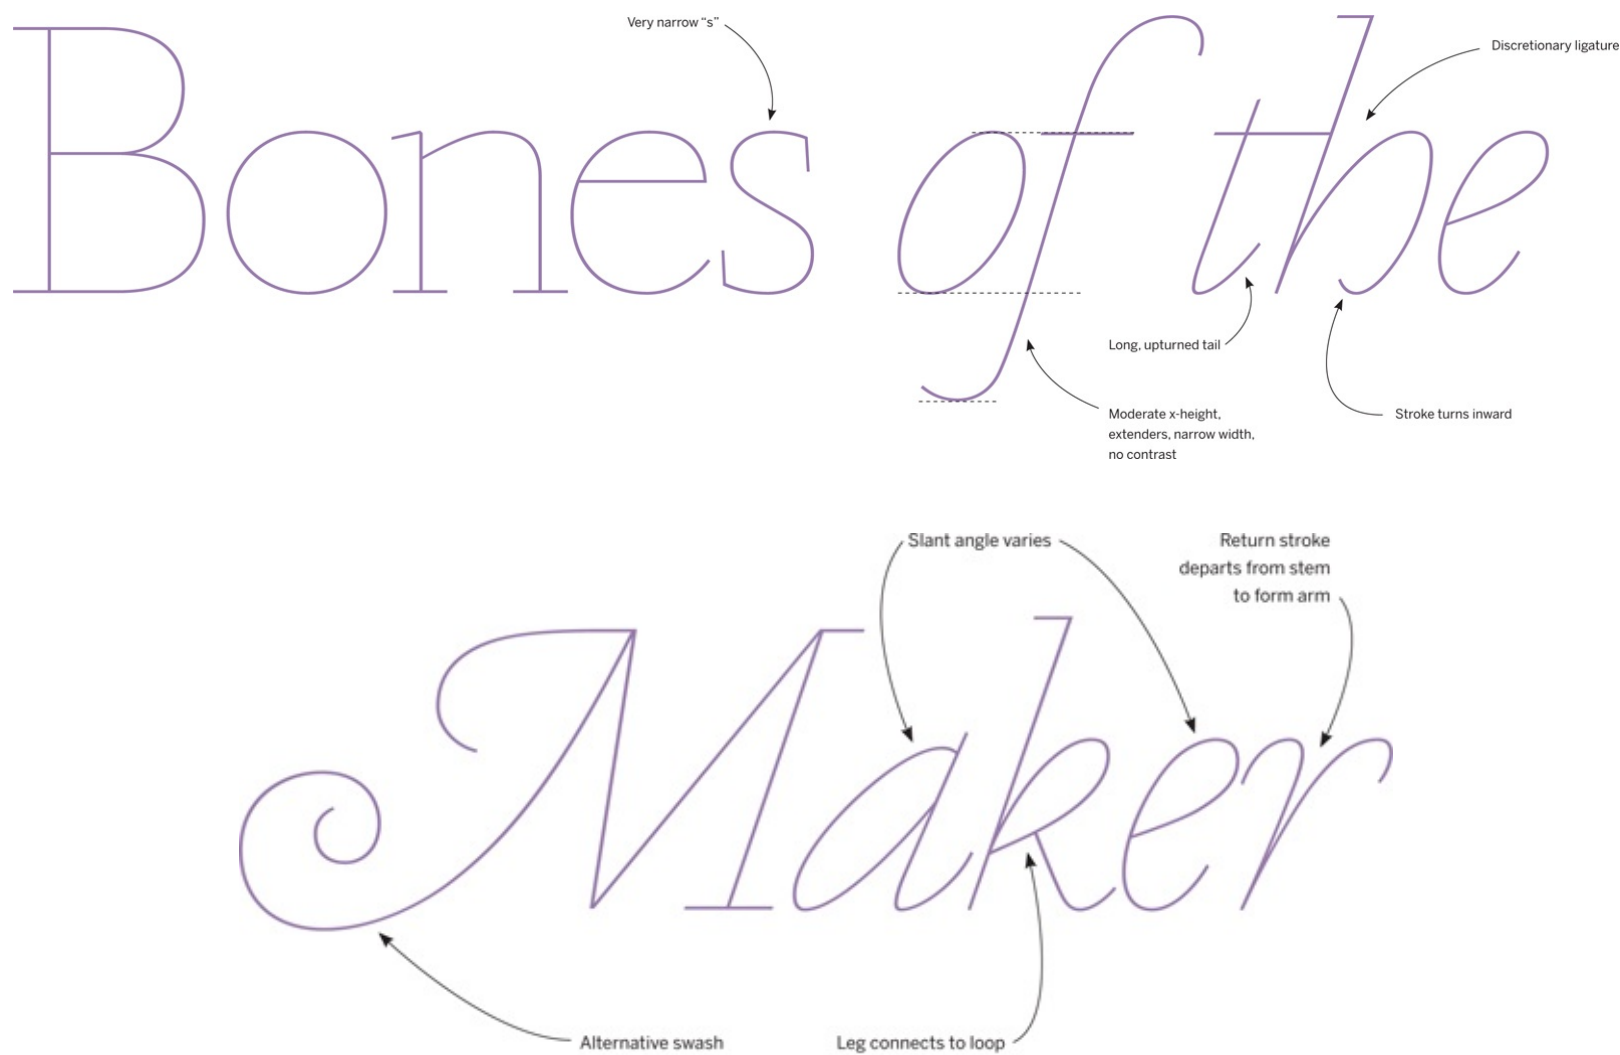 Very narrow “s”
Discretionary ligature
Bones of the
Long, upturned tail
Moderate x-height,
extenders, narrow width,
no contrast
Stroke turns inward
Slant angle varies
Return stroke
departs from stem
to form arm
Maker
Alternative swash
Leg connects to loop